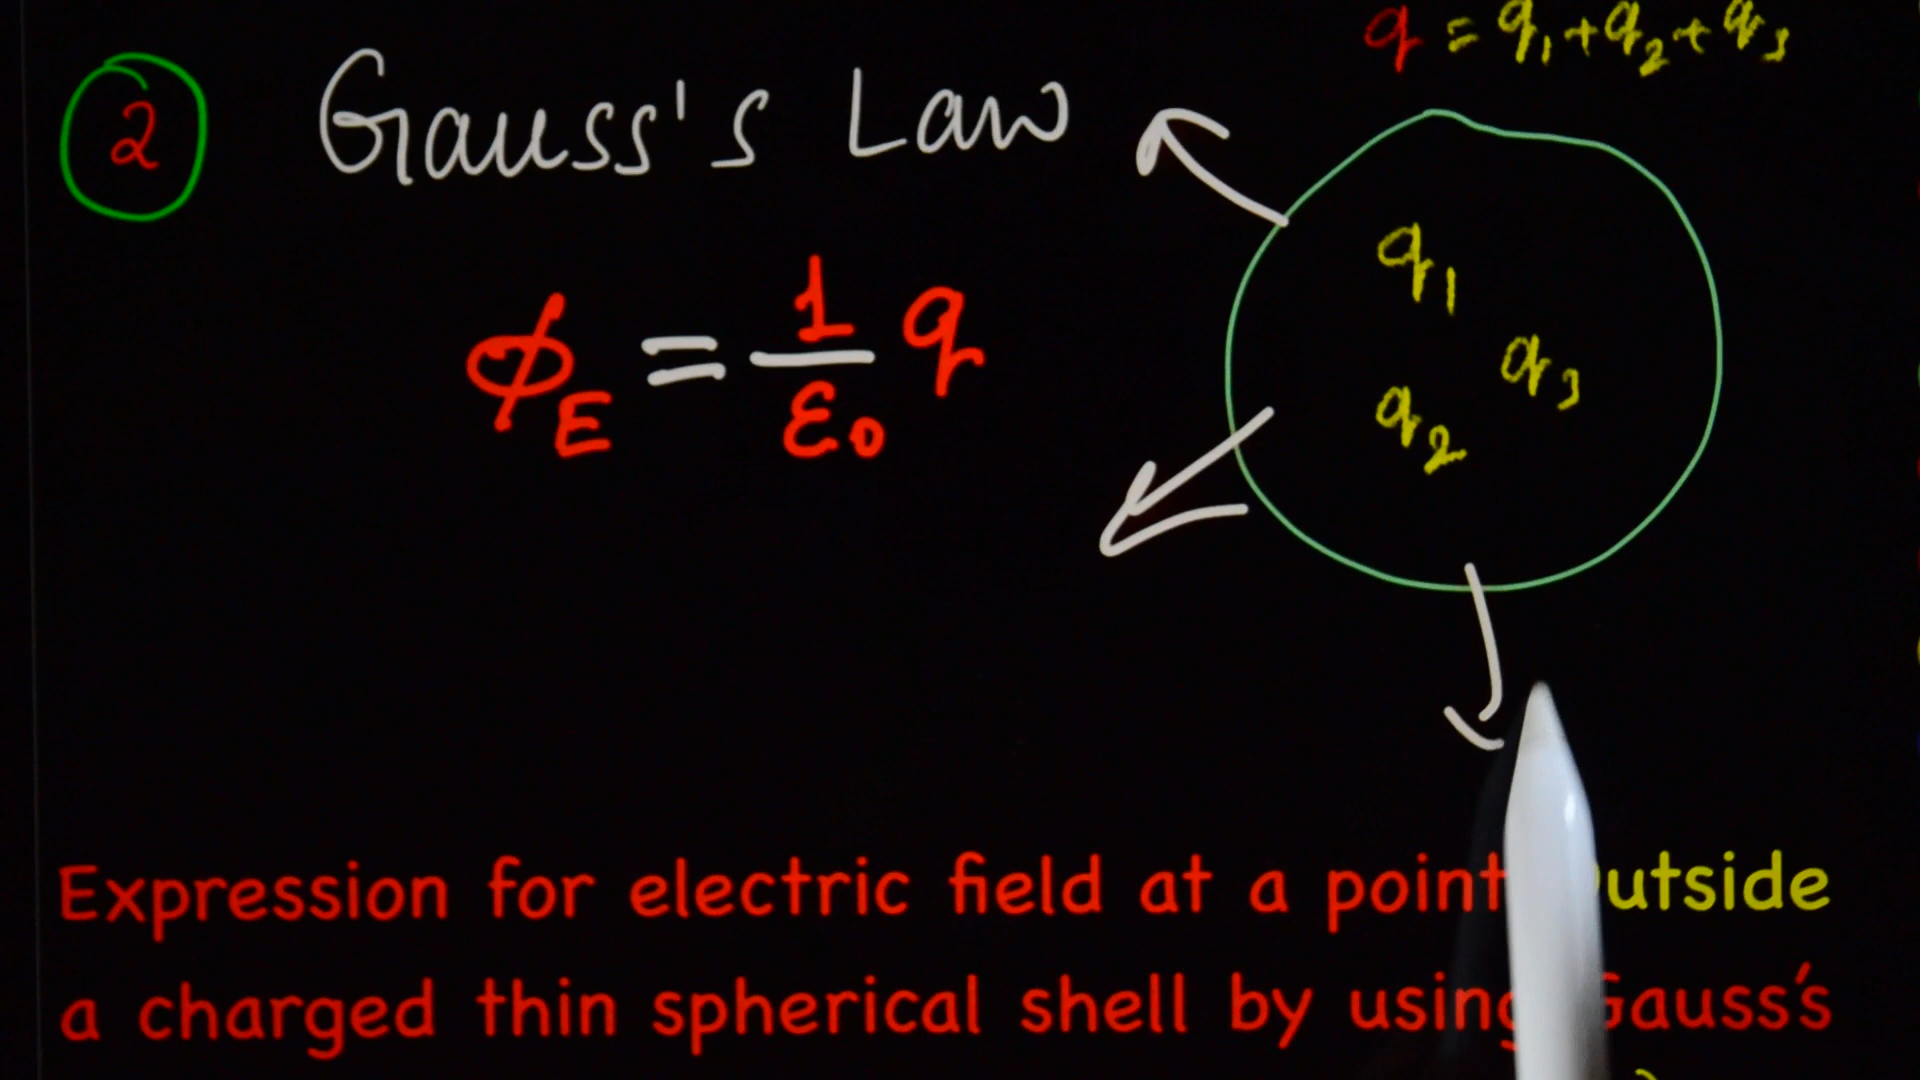 q = q₁ + q₂ + q₃
2 Gauss's Law
ϕ_E = 1/ε₀ q
q₁
q₃
q₂
Expression for electric field at a point
a charged thin spherical shell by using